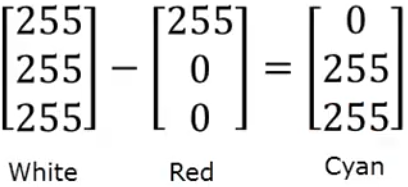 [255 255 255] − [255 0 0] = [0 255 255]
White Red Cyan